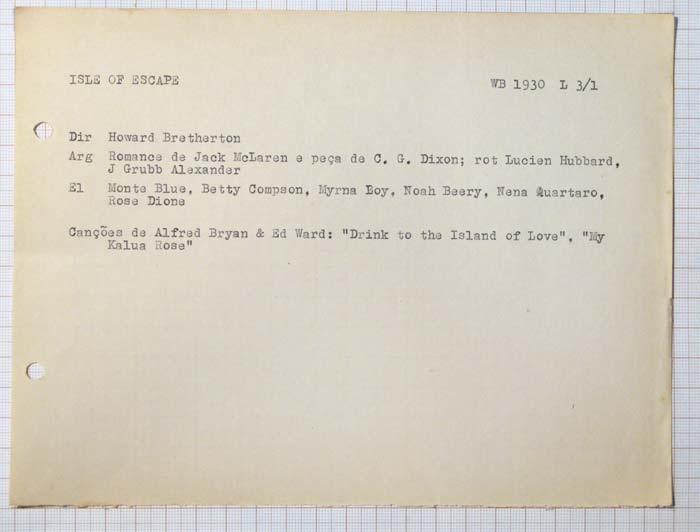 ISLE OF ESCAPE WB 1930 L 3/1
Dir Howard Bretherton
Arg Romance de Jack McLaren e peça de C. G. Dixon; rot Lucien Hubbard,
J Grubb Alexander
El Monte Blue, Betty Compson, Myrna Loy, Noah Beery, Nena Quartaro,
Rose Dione
Canções de Alfred Bryan & Ed Ward: "Drink to the Island of Love", "My
Kalua Rose"